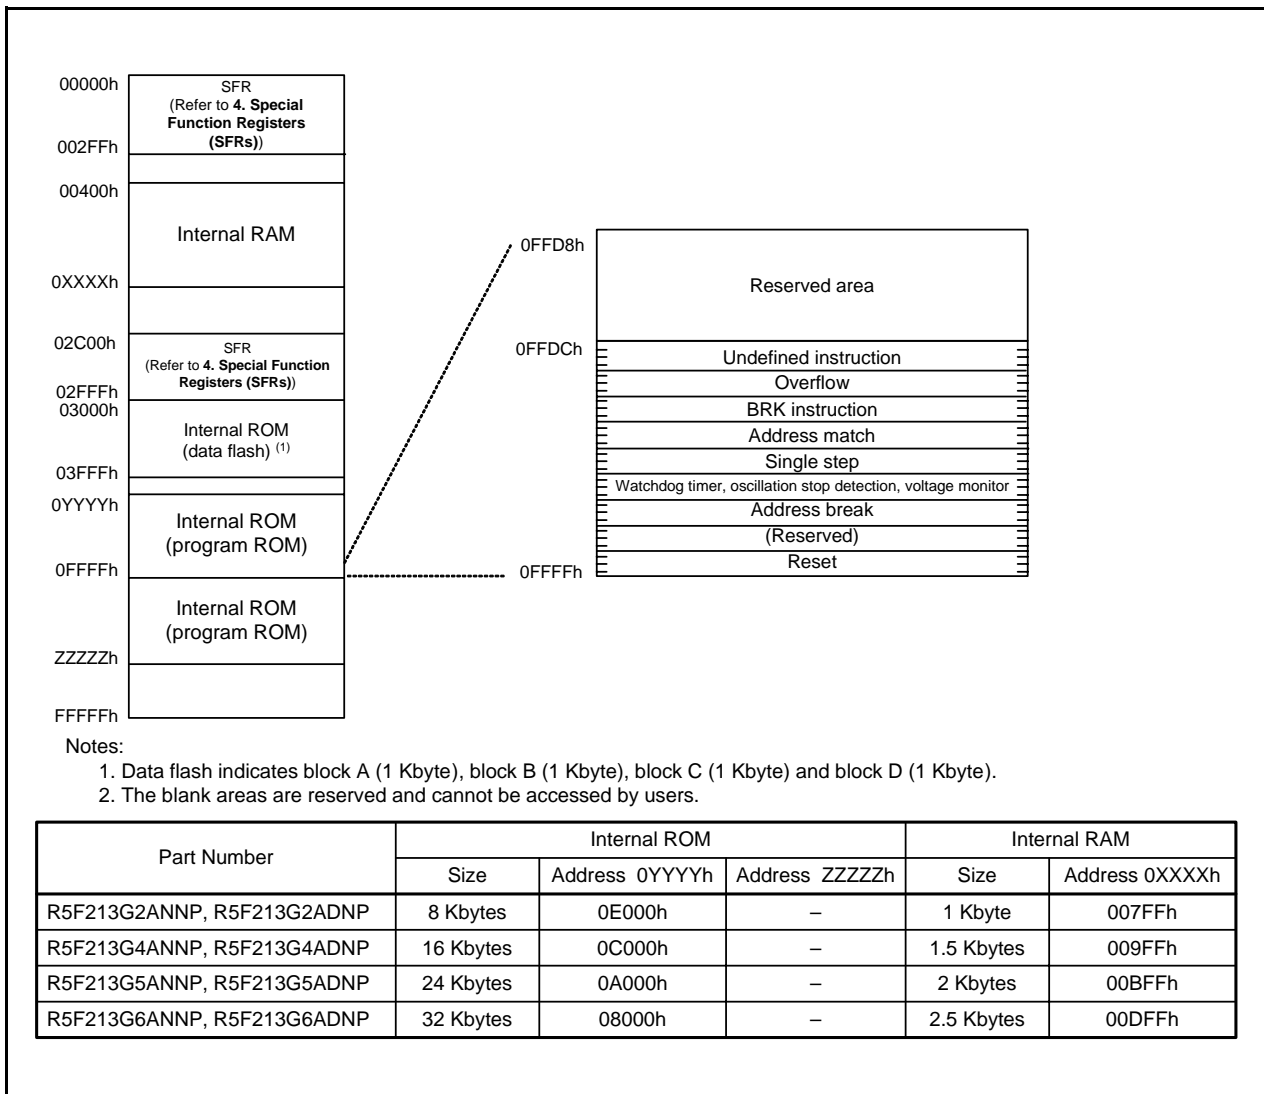 00000h
SFR
(Refer to 4. Special
Function Registers
(SFRs))
002FFh
00400h
Internal RAM
0XXXXh
02C00h
SFR
(Refer to 4. Special Function
Registers (SFRs))
02FFFh
03000h
Internal ROM
(data flash) (1)
03FFFh
0YYYYh
Internal ROM
(program ROM)
0FFFFh
Internal ROM
(program ROM)
ZZZZZh
FFFFFh
0FFD8h
Reserved area
0FFDCh
Undefined instruction
Overflow
BRK instruction
Address match
Single step
Watchdog timer, oscillation stop detection, voltage monitor
Address break
(Reserved)
Reset
0FFFFh
Notes:
1. Data flash indicates block A (1 Kbyte), block B (1 Kbyte), block C (1 Kbyte) and block D (1 Kbyte).
2. The blank areas are reserved and cannot be accessed by users.
Part Number Internal ROM Internal RAM
Size Address 0YYYYh Address ZZZZZh Size Address 0XXXXh
R5F213G2ANNP, R5F213G2ADNP 8 Kbytes 0E000h – 1 Kbyte 007FFh
R5F213G4ANNP, R5F213G4ADNP 16 Kbytes 0C000h – 1.5 Kbytes 009FFh
R5F213G5ANNP, R5F213G5ADNP 24 Kbytes 0A000h – 2 Kbytes 00BFFh
R5F213G6ANNP, R5F213G6ADNP 32 Kbytes 08000h – 2.5 Kbytes 00DFFh